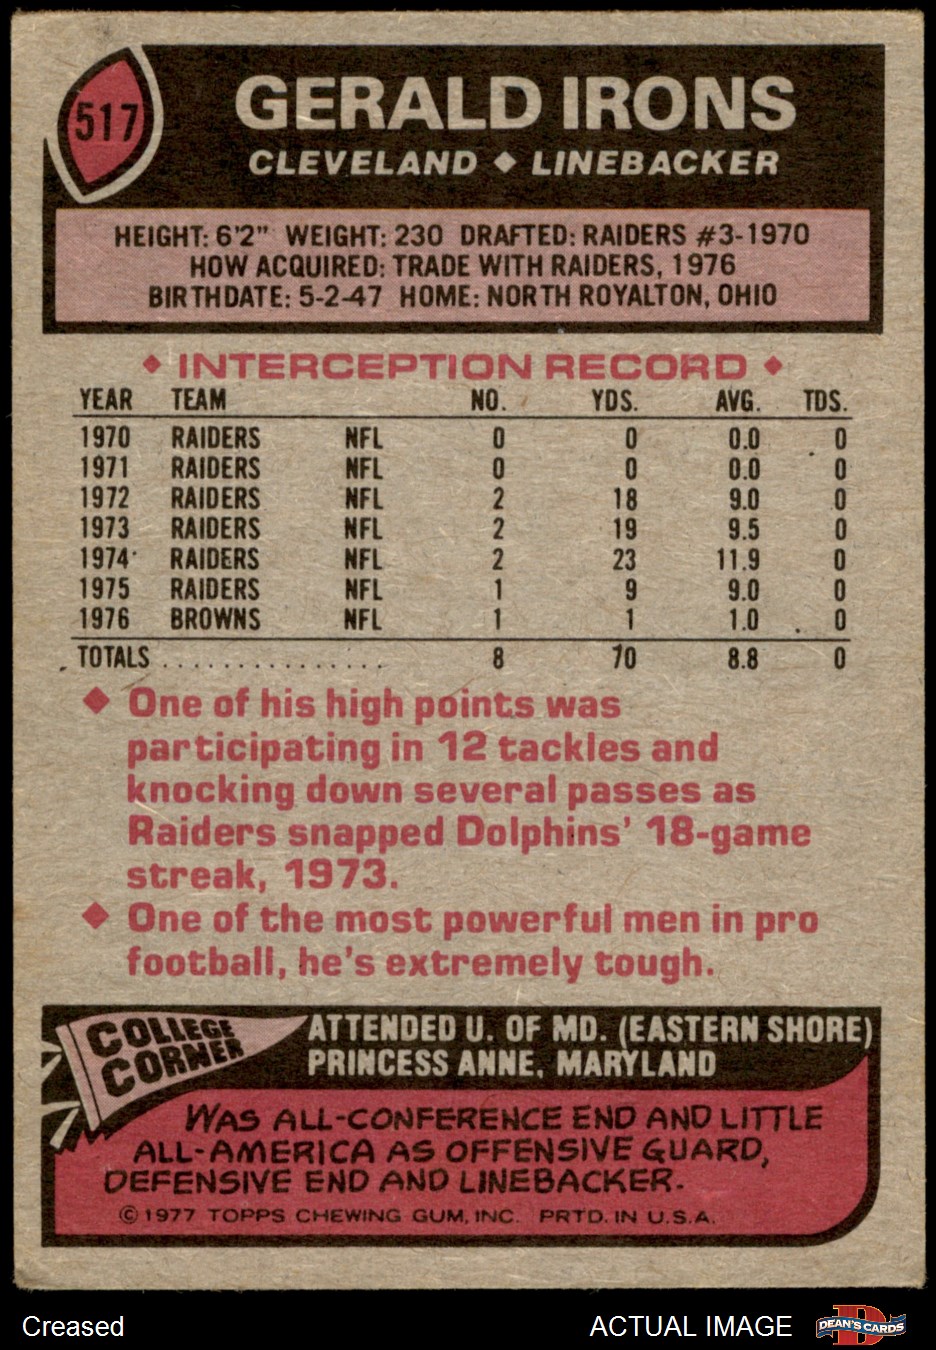 517
GERALD IRONS
CLEVELAND ◆ LINEBACKER
HEIGHT: 6'2" WEIGHT: 230 DRAFTED: RAIDERS #3-1970
HOW ACQUIRED: TRADE WITH RAIDERS, 1976
BIRTHDATE: 5-2-47 HOME: NORTH ROYALTON, OHIO
◆ INTERCEPTION RECORD ◆
YEAR TEAM NO. YDS. AVG. TDS.
1970 RAIDERS NFL 0 0 0.0 0
1971 RAIDERS NFL 0 0 0.0 0
1972 RAIDERS NFL 2 18 9.0 0
1973 RAIDERS NFL 2 19 9.5 0
1974 RAIDERS NFL 2 23 11.9 0
1975 RAIDERS NFL 1 9 9.0 0
1976 BROWNS NFL 1 1 1.0 0
TOTALS ............... 8 70 8.8 0
◆ One of his high points was
participating in 12 tackles and
knocking down several passes as
Raiders snapped Dolphins' 18-game
streak, 1973.
◆ One of the most powerful men in pro
football, he's extremely tough.
COLLEGE
CORNER
ATTENDED U. OF MD. (EASTERN SHORE)
PRINCESS ANNE, MARYLAND
WAS ALL-CONFERENCE END AND LITTLE
ALL-AMERICA AS OFFENSIVE GUARD,
DEFENSIVE END AND LINEBACKER.
© 1977 TOPPS CHEWING GUM, INC. PRTD. IN U.S.A.
Creased
ACTUAL IMAGE
D
DEAN'S CARDS